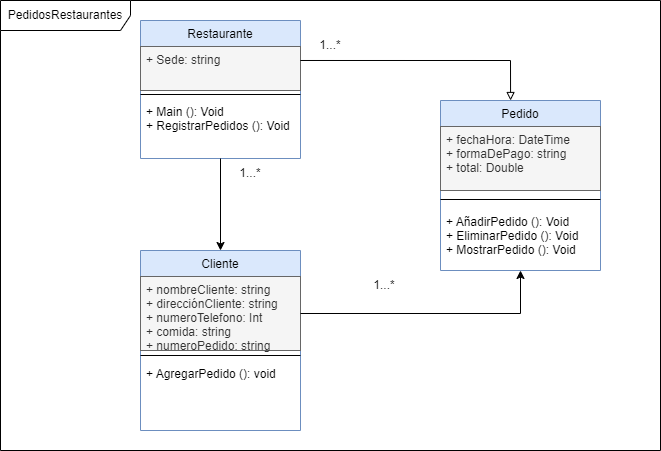 PedidosRestaurantes
Restaurante
+ Sede: string
+ Main (): Void
+ RegistrarPedidos (): Void
1...*
1...*
Pedido
+ fechaHora: DateTime
+ formaDePago: string
+ total: Double
+ AñadirPedido (): Void
+ EliminarPedido (): Void
+ MostrarPedido (): Void
Cliente
+ nombreCliente: string
+ direcciónCliente: string
+ numeroTelefono: Int
+ comida: string
+ numeroPedido: string
+ AgregarPedido (): void
1...*